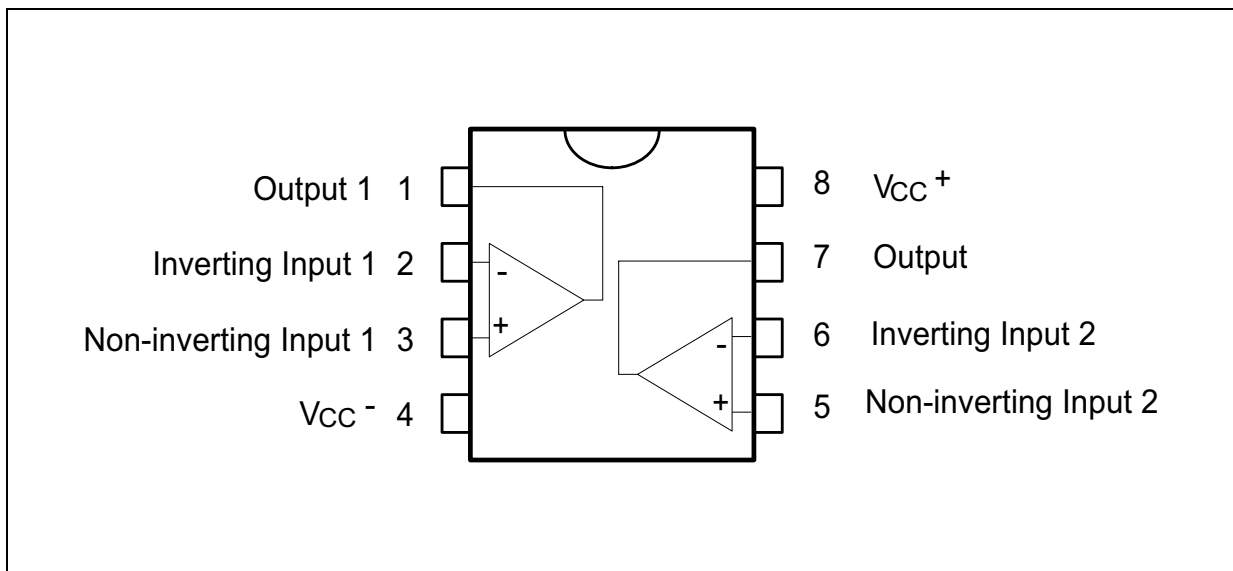 Output 1 1
Inverting Input 1 2
Non-inverting Input 1 3
VCC - 4
8 VCC +
7 Output
6 Inverting Input 2
5 Non-inverting Input 2
-
+
-
+